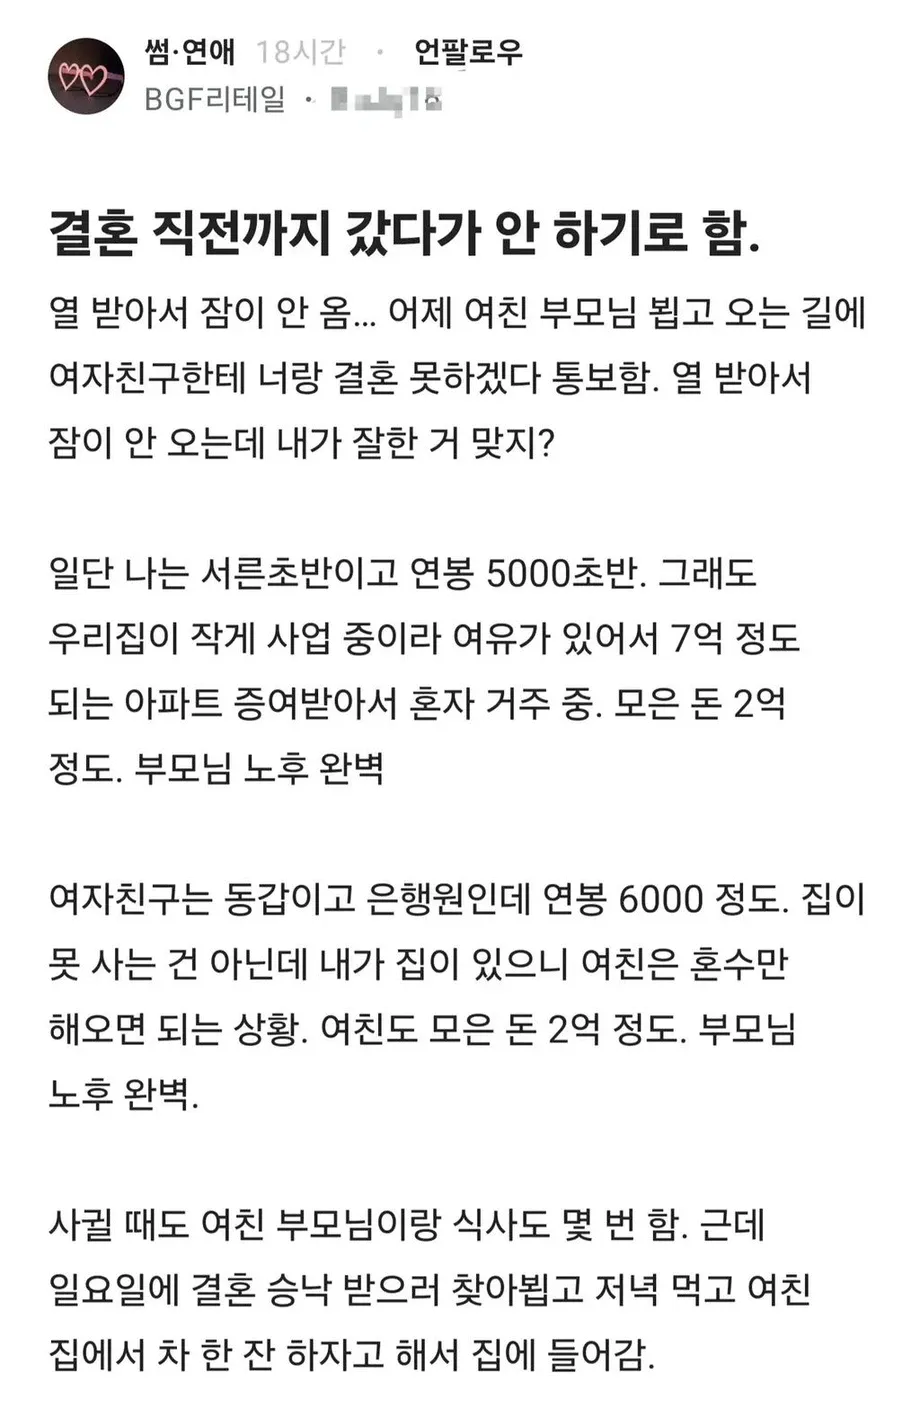 썸·연애 18시간 · 언팔로우
BGF리테일 ·
결혼 직전까지 갔다가 안 하기로 함.
열 받아서 잠이 안 옴... 어제 여친 부모님 뵙고 오는 길에
여자친구한테 너랑 결혼 못하겠다 통보함. 열 받아서
잠이 안 오는데 내가 잘한 거 맞지?
일단 나는 서른초반이고 연봉 5000초반. 그래도
우리집이 작게 사업 중이라 여유가 있어서 7억 정도
되는 아파트 증여받아서 혼자 거주 중. 모은 돈 2억
정도. 부모님 노후 완벽
여자친구는 동갑이고 은행원인데 연봉 6000 정도. 집이
못 사는 건 아닌데 내가 집이 있으니 여친은 혼수만
해오면 되는 상황. 여친도 모은 돈 2억 정도. 부모님
노후 완벽.
사귈 때도 여친 부모님이랑 식사도 몇 번 함. 근데
일요일에 결혼 승낙 받으러 찾아뵙고 저녁 먹고 여친
집에서 차 한 잔 하자고 해서 집에 들어감.